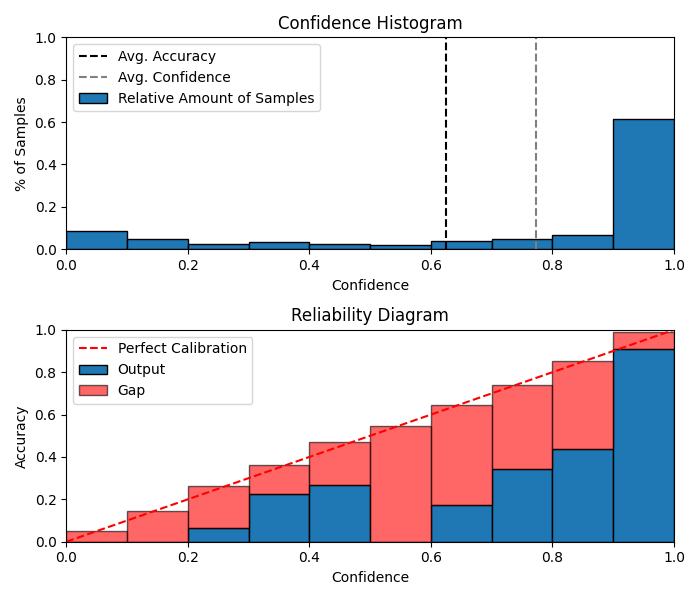 Confidence Histogram
1.0
0.8
0.6
0.4
0.2
0.0
% of Samples
Avg. Accuracy
Avg. Confidence
Relative Amount of Samples
0.0 0.2 0.4 0.6 0.8 1.0
Confidence
Reliability Diagram
1.0
0.8
0.6
0.4
0.2
0.0
Accuracy
Perfect Calibration
Output
Gap
0.0 0.2 0.4 0.6 0.8 1.0
Confidence